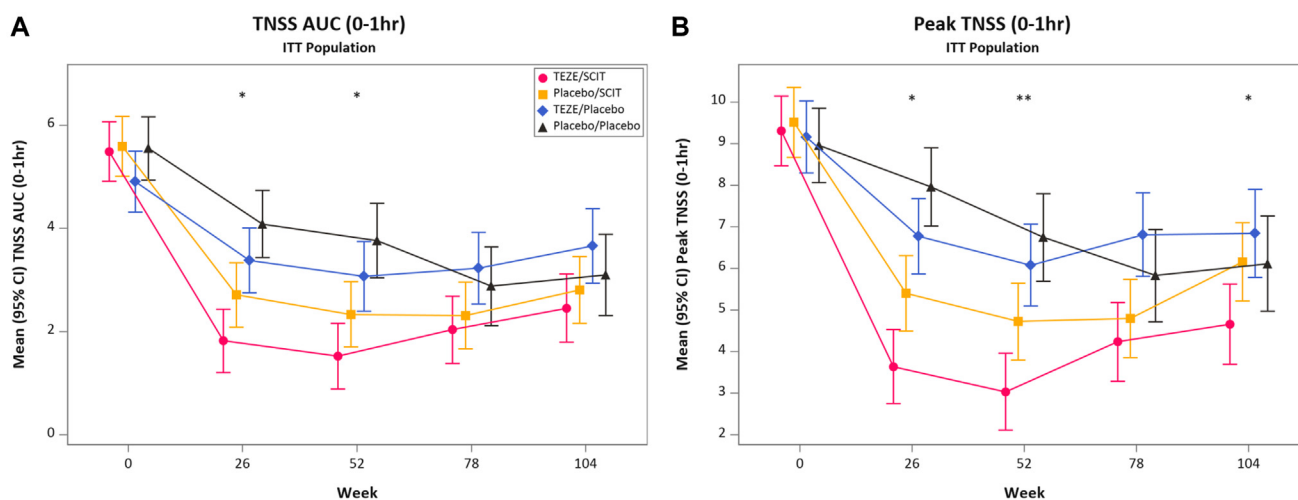 A
TNSS AUC (0-1hr)
ITT Population
Mean (95% CI) TNSS AUC (0-1hr)
6
4
2
0
* *
TEZE/SCIT
Placebo/SCIT
TEZE/Placebo
Placebo/Placebo
0 26 52 78 104
Week
B
Peak TNSS (0-1hr)
ITT Population
Mean (95% CI) Peak TNSS (0-1hr)
10
9
8
7
6
5
4
3
2
* ** *
0 26 52 78 104
Week